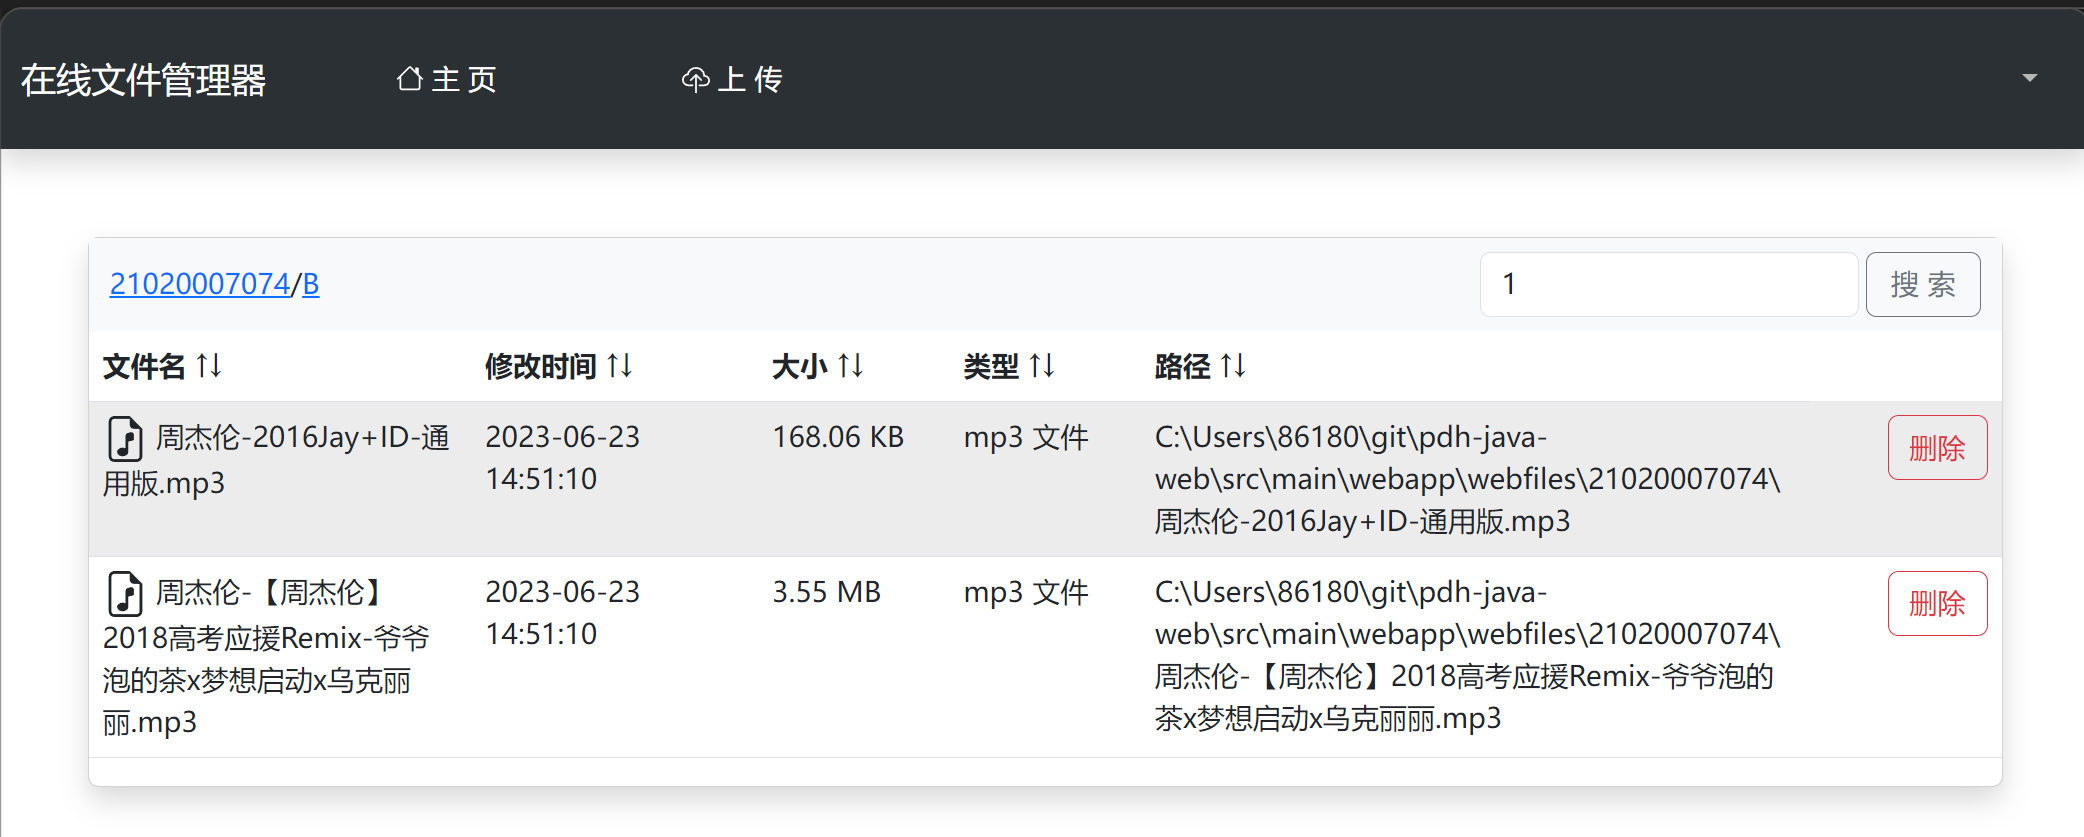 在线文件管理器 主 页 上 传
21020007074/B 1 搜 索
文件名 ↑↓ 修改时间 ↑↓ 大小 ↑↓ 类型 ↑↓ 路径 ↑↓
周杰伦-2016Jay+ID-通 2023-06-23 168.06 KB mp3 文件 C:\Users\86180\git\pdh-java- 删除
用版.mp3 14:51:10 web\src\main\webapp\webfiles\21020007074\
周杰伦-2016Jay+ID-通用版.mp3
周杰伦-【周杰伦】 2023-06-23 3.55 MB mp3 文件 C:\Users\86180\git\pdh-java- 删除
2018高考应援Remix-爷爷 14:51:10 web\src\main\webapp\webfiles\21020007074\
泡的茶x梦想启动x乌克丽 周杰伦-【周杰伦】2018高考应援Remix-爷爷泡的
丽.mp3 茶x梦想启动x乌克丽丽.mp3